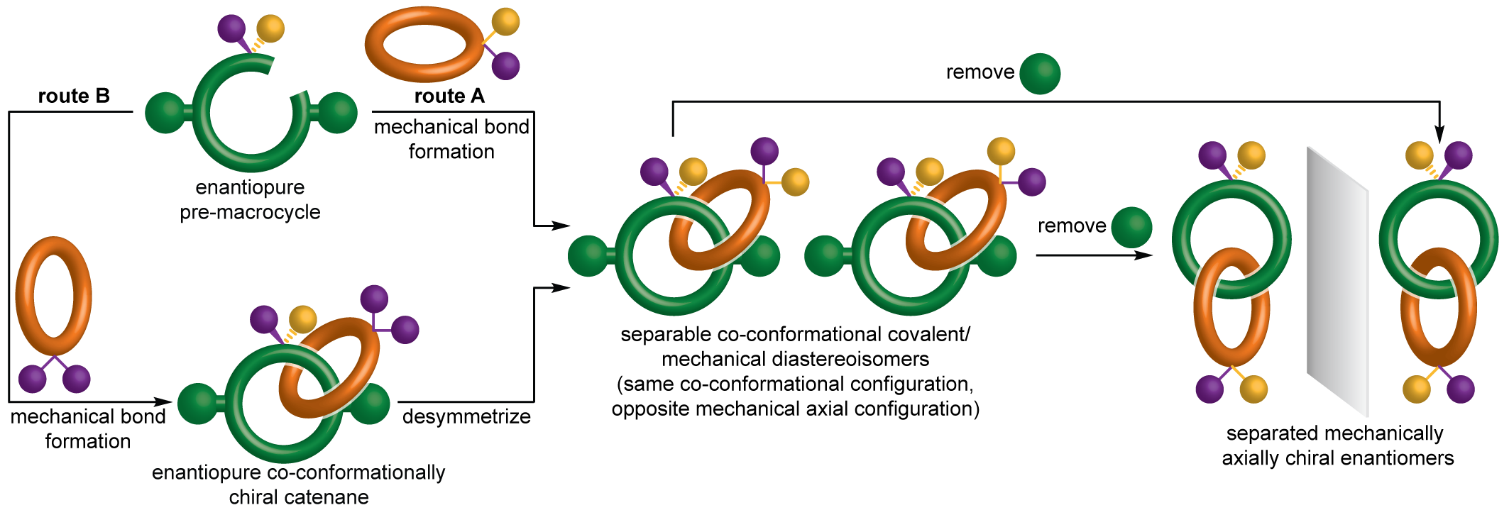 route B
enantiopure
pre-macrocycle
route A
mechanical bond
formation
mechanical bond
formation
enantiopure co-conformationally
chiral catenane
desymmetrize
separable co-conformational covalent/
mechanical diastereoisomers
(same co-conformational configuration,
opposite mechanical axial configuration)
remove
remove
separated mechanically
axially chiral enantiomers